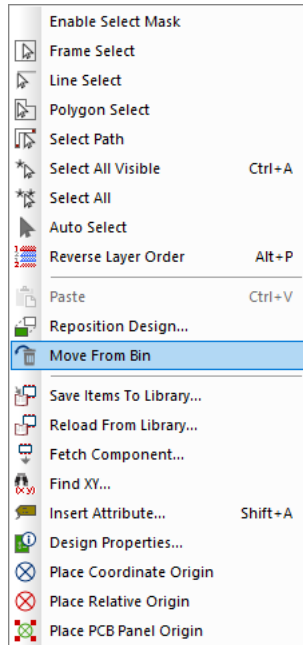 Enable Select Mask
Frame Select
Line Select
Polygon Select
Select Path
Select All Visible Ctrl+A
Select All
Auto Select
Reverse Layer Order Alt+P
Paste Ctrl+V
Reposition Design...
Move From Bin
Save Items To Library...
Reload From Library...
Fetch Component...
Find XY...
Insert Attribute... Shift+A
Design Properties...
Place Coordinate Origin
Place Relative Origin
Place PCB Panel Origin